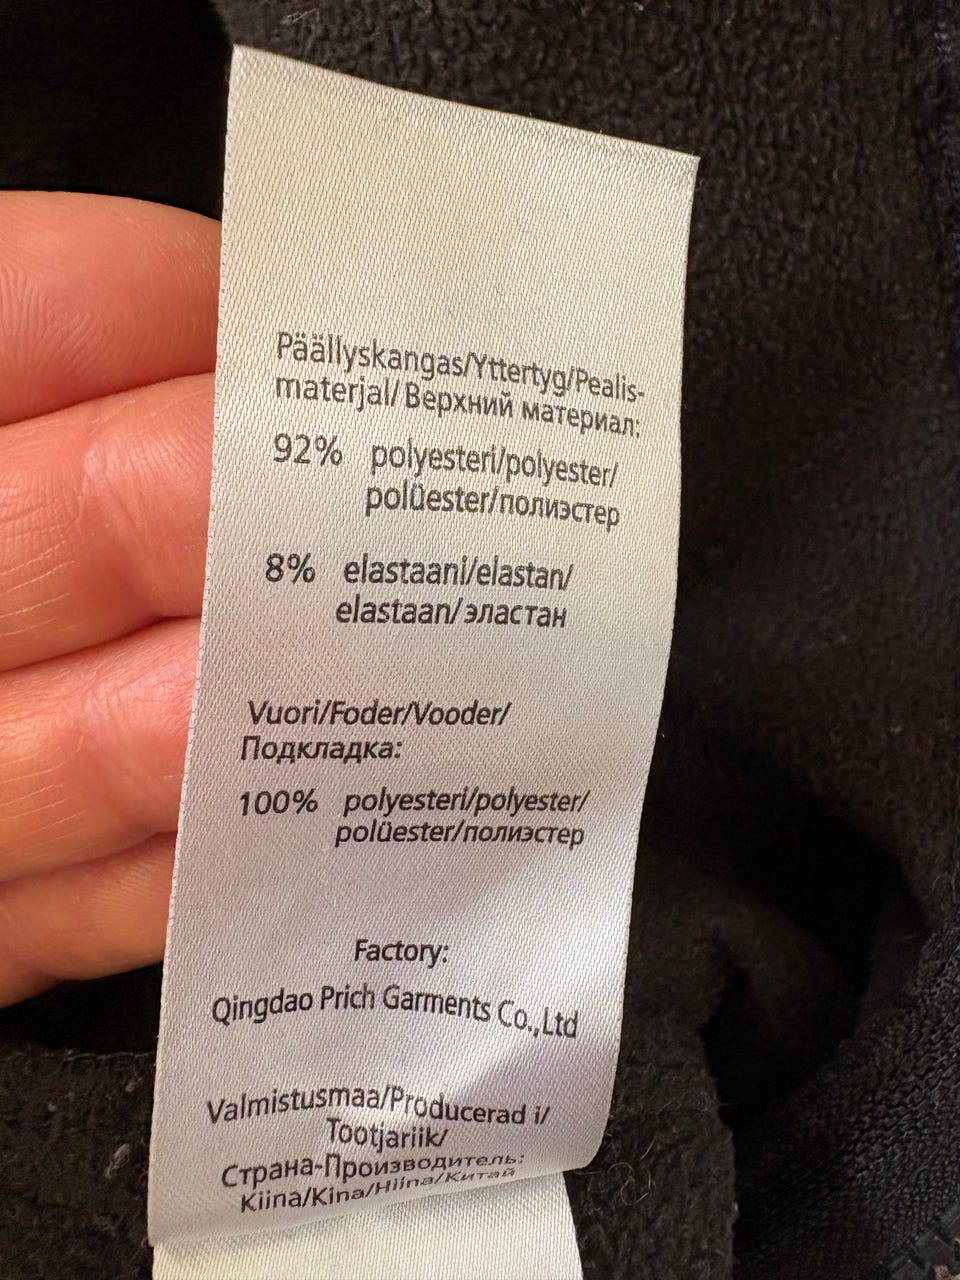 Päällyskangas/Yttertyg/Pealis-
materjal/Верхний материал:
92% polyesteri/polyester/
polüester/полиэстер
8% elastaani/elastan/
elastaan/эластан
Vuori/Foder/Vooder/
Подкладка:
100% polyesteri/polyester/
polüester/полиэстер
Factory:
Qingdao Prich Garments Co.,Ltd
Valmistusmaa/Producerad i/
Tootjariik/
Страна-Производитель:
Kiina/Kina/Hiina/Китай